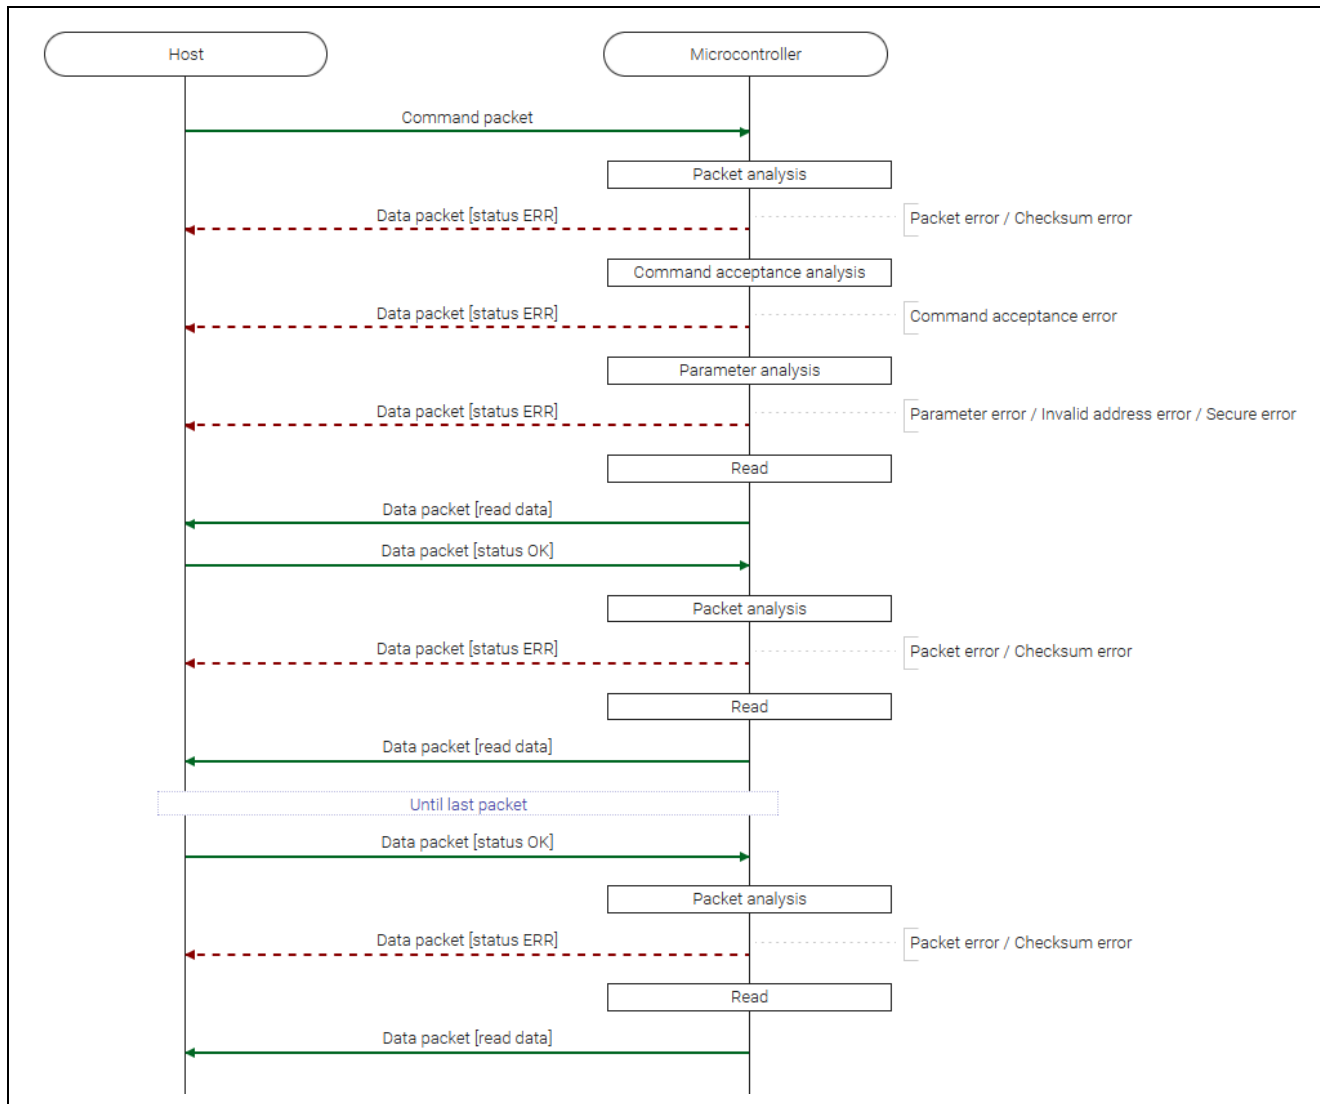 Host
Microcontroller
Command packet
Packet analysis
Data packet [status ERR]
Packet error / Checksum error
Command acceptance analysis
Data packet [status ERR]
Command acceptance error
Parameter analysis
Data packet [status ERR]
Parameter error / Invalid address error / Secure error
Read
Data packet [read data]
Data packet [status OK]
Packet analysis
Data packet [status ERR]
Packet error / Checksum error
Read
Data packet [read data]
Until last packet
Data packet [status OK]
Packet analysis
Data packet [status ERR]
Packet error / Checksum error
Read
Data packet [read data]